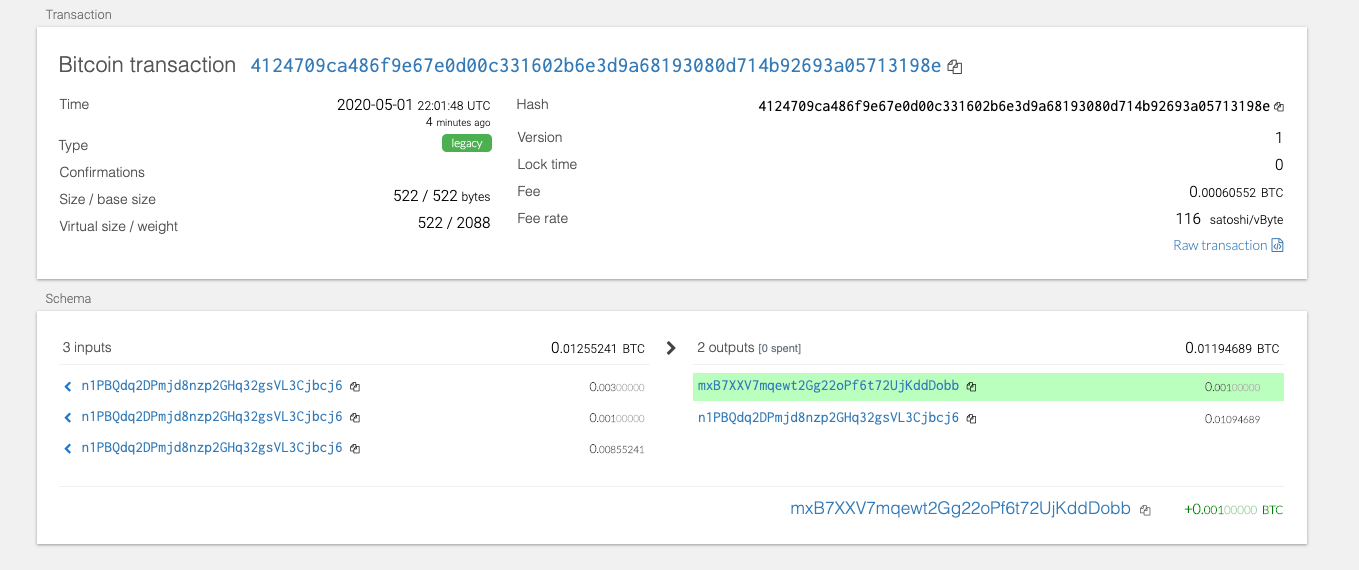 Transaction
Bitcoin transaction 4124709ca486f9e67e0d00c331602b6e3d9a68193080d714b92693a05713198e
Time 2020-05-01 22:01:48 UTC
4 minutes ago
Type legacy
Confirmations
Size / base size 522 / 522 bytes
Virtual size / weight 522 / 2088
Hash 4124709ca486f9e67e0d00c331602b6e3d9a68193080d714b92693a05713198e
Version 1
Lock time 0
Fee 0.00060552 BTC
Fee rate 116 satoshi/vByte
Raw transaction
Schema
3 inputs 0.01255241 BTC
n1PBQdq2DPmjd8nzp2GHq32gsVL3Cjbcj6 0.00300000
n1PBQdq2DPmjd8nzp2GHq32gsVL3Cjbcj6 0.00100000
n1PBQdq2DPmjd8nzp2GHq32gsVL3Cjbcj6 0.00855241
2 outputs [0 spent] 0.01194689 BTC
mxB7XXV7mqewt2Gg22oPf6t72UjKddDobb 0.00100000
n1PBQdq2DPmjd8nzp2GHq32gsVL3Cjbcj6 0.01094689
mxB7XXV7mqewt2Gg22oPf6t72UjKddDobb +0.00100000 BTC